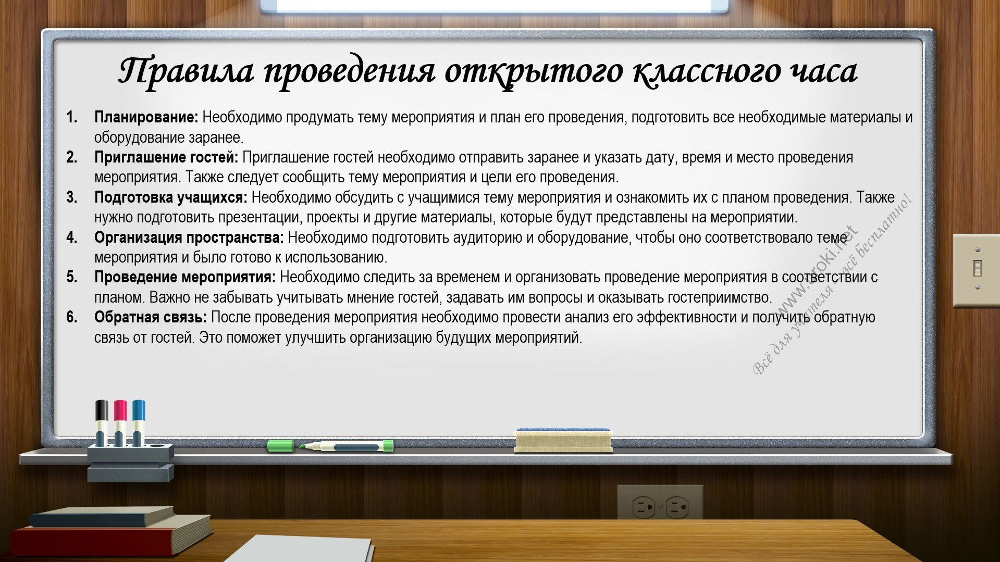 Правила проведения открытого классного часа
1. Планирование: Необходимо продумать тему мероприятия и план его проведения, подготовить все необходимые материалы и
оборудование заранее.
2. Приглашение гостей: Приглашение гостей необходимо отправить заранее и указать дату, время и место проведения
мероприятия. Также следует сообщить тему мероприятия и цели его проведения.
3. Подготовка учащихся: Необходимо обсудить с учащимися тему мероприятия и ознакомить их с планом проведения. Также
нужно подготовить презентации, проекты и другие материалы, которые будут представлены на мероприятии.
4. Организация пространства: Необходимо подготовить аудиторию и оборудование, чтобы оно соответствовало теме
мероприятия и было готово к использованию.
5. Проведение мероприятия: Необходимо следить за временем и организовать проведение мероприятия в соответствии с
планом. Важно не забывать учитывать мнение гостей, задавать им вопросы и оказывать гостеприимство.
6. Обратная связь: После проведения мероприятия необходимо провести анализ его эффективности и получить обратную
связь от гостей. Это поможет улучшить организацию будущих мероприятий.
www.uroki.net
Всё для учителя – всё бесплатно!